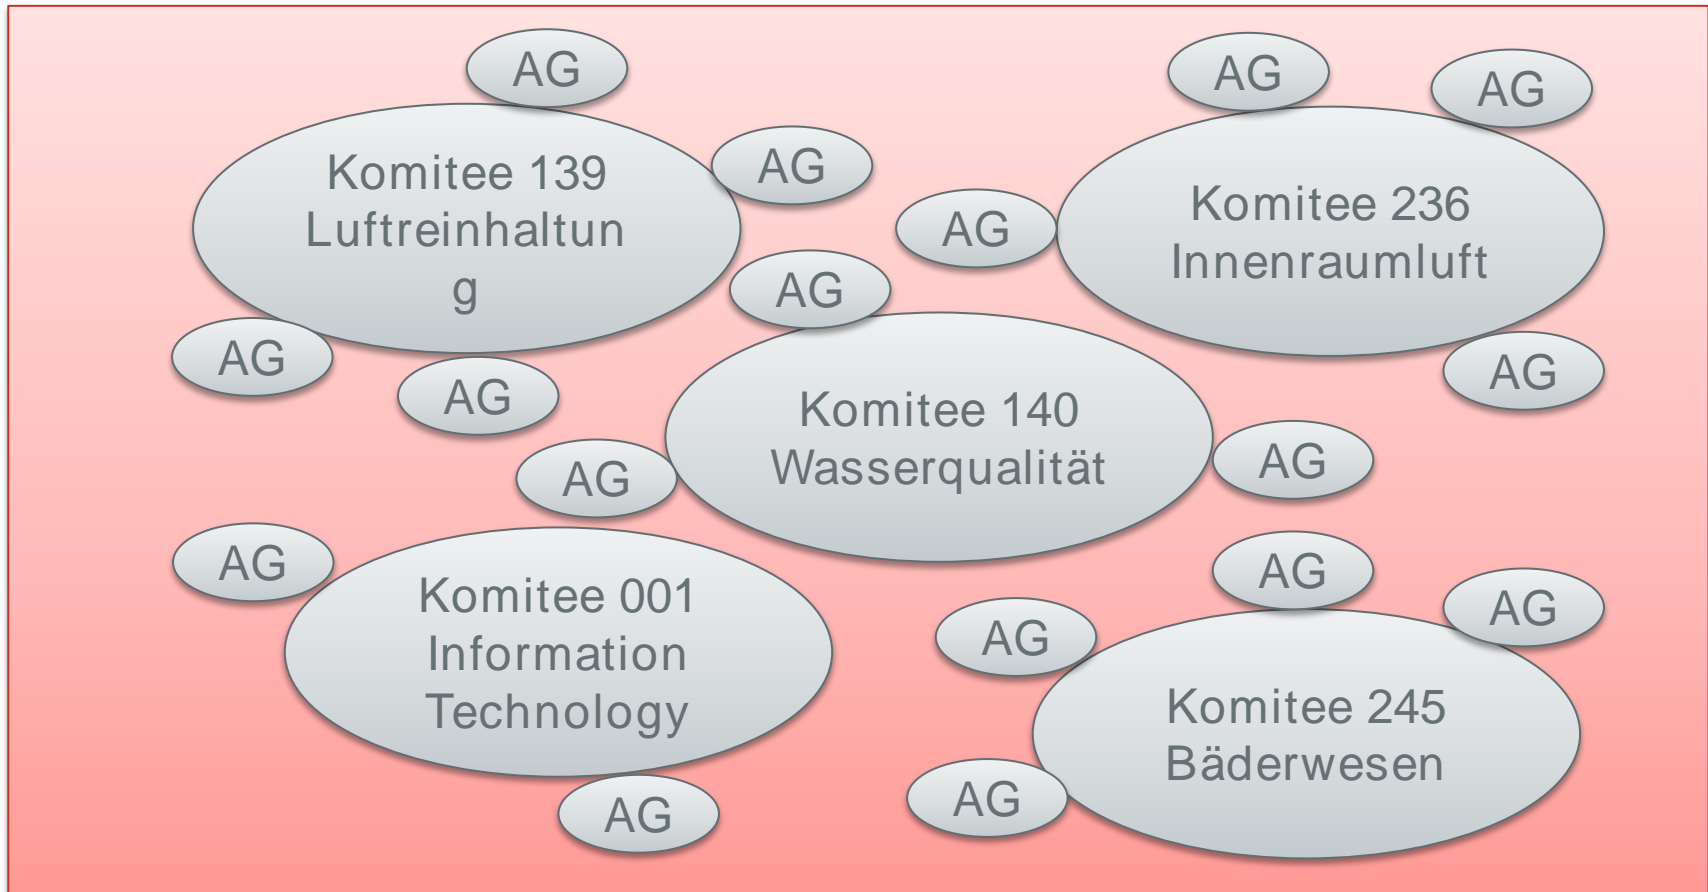 AG
AG
Komitee 139
Luftreinhaltun
g
AG
AG
AG
AG
AG
Komitee 236
Innenraumluft
AG
AG
Komitee 140
Wasserqualität
AG
AG
AG
Komitee 001
Information
Technology
AG
AG
AG
AG
Komitee 245
Bäderwesen
AG